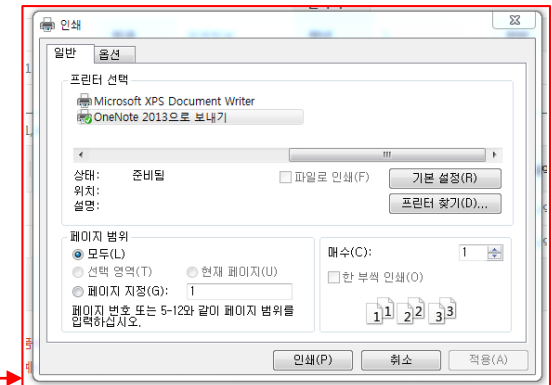 인쇄
일반 옵션
프린터 선택
Microsoft XPS Document Writer
OneNote 2013으로 보내기
상태: 준비됨
위치:
설명:
파일로 인쇄(F)
기본 설정(R)
프린터 찾기(D)...
페이지 범위
모두(L)
선택 영역(T) 현재 페이지(U)
페이지 지정(G): 1
페이지 번호 또는 5-12와 같이 페이지 범위를
입력하십시오.
매수(C): 1
한 부씩 인쇄(O)
1 1 2 2 3 3
인쇄(P) 취소 적용(A)